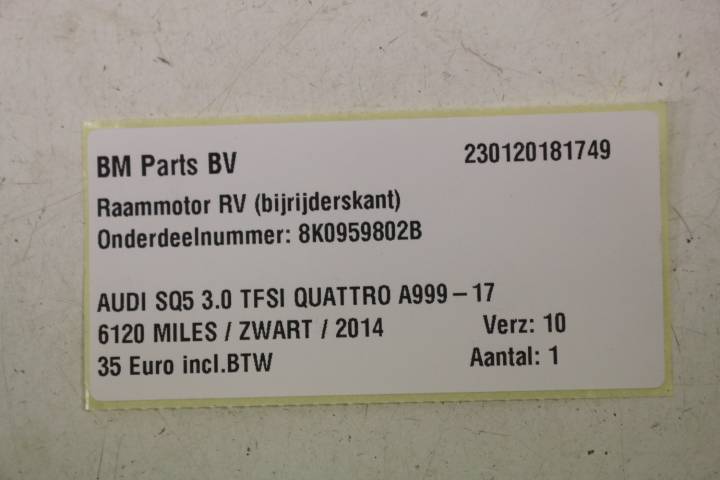 BM Parts BV 230120181749
Raammotor RV (bijrijderskant)
Onderdeelnummer: 8K0959802B
AUDI SQ5 3.0 TFSI QUATTRO A999-17
6120 MILES / ZWART / 2014 Verz: 10
35 Euro incl.BTW Aantal: 1